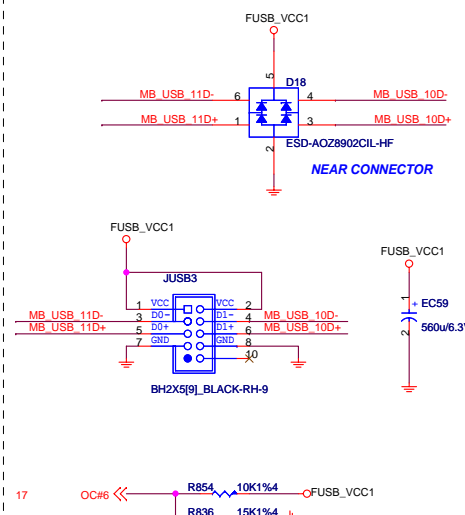 FUSB_VCC1
5
D18
MB_USB_11D- 6 4 MB_USB_10D-
MB_USB_11D+ 1 3 MB_USB_10D+
2
ESD-AOZ8902CIL-HF
NEAR CONNECTOR
FUSB_VCC1
JUSB3
1 VCC VCC 2
MB_USB_11D- 3 D0- D1- 4 MB_USB_10D-
MB_USB_11D+ 5 D0+ D1+ 6 MB_USB_10D+
7 GND GND 8
10
BH2X5[9]_BLACK-RH-9
FUSB_VCC1
1
+ EC59
560u/6.3
2
17 OC#6 R854 10K1%4 FUSB_VCC1
R836 15K1%4